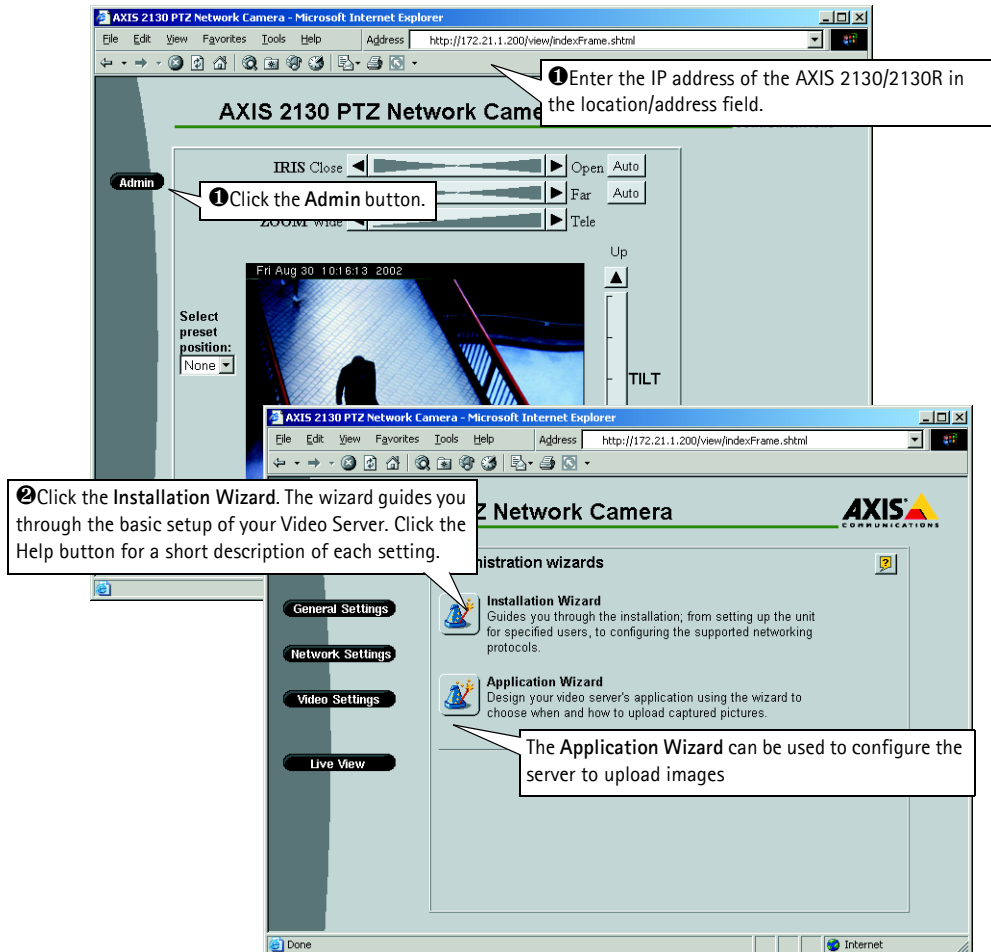 AXIS 2130 PTZ Network Camera - Microsoft Internet Explorer
File Edit View Favorites Tools Help Address http://172.21.1.200/view/indexFrame.shtml
❶Enter the IP address of the AXIS 2130/2130R in
the location/address field.
AXIS 2130 PTZ Network Came
Admin
❶Click the Admin button.
IRIS Close Open Auto
Far Auto
ZOOM Wide Tele
Up
Fri Aug 30 10:16:13 2002
Select
preset
position:
None
TILT
AXIS 2130 PTZ Network Camera - Microsoft Internet Explorer
File Edit View Favorites Tools Help Address http://172.21.1.200/view/indexFrame.shtml
❷Click the Installation Wizard. The wizard guides you
through the basic setup of your Video Server. Click the
Help button for a short description of each setting.
Z Network Camera
AXIS
COMMUNICATIONS
istration wizards
General Settings
Network Settings
Video Settings
Live View
Installation Wizard
Guides you through the installation; from setting up the unit
for specified users, to configuring the supported networking
protocols.
Application Wizard
Design your video server's application using the wizard to
choose when and how to upload captured pictures.
The Application Wizard can be used to configure the
server to upload images
Done Internet